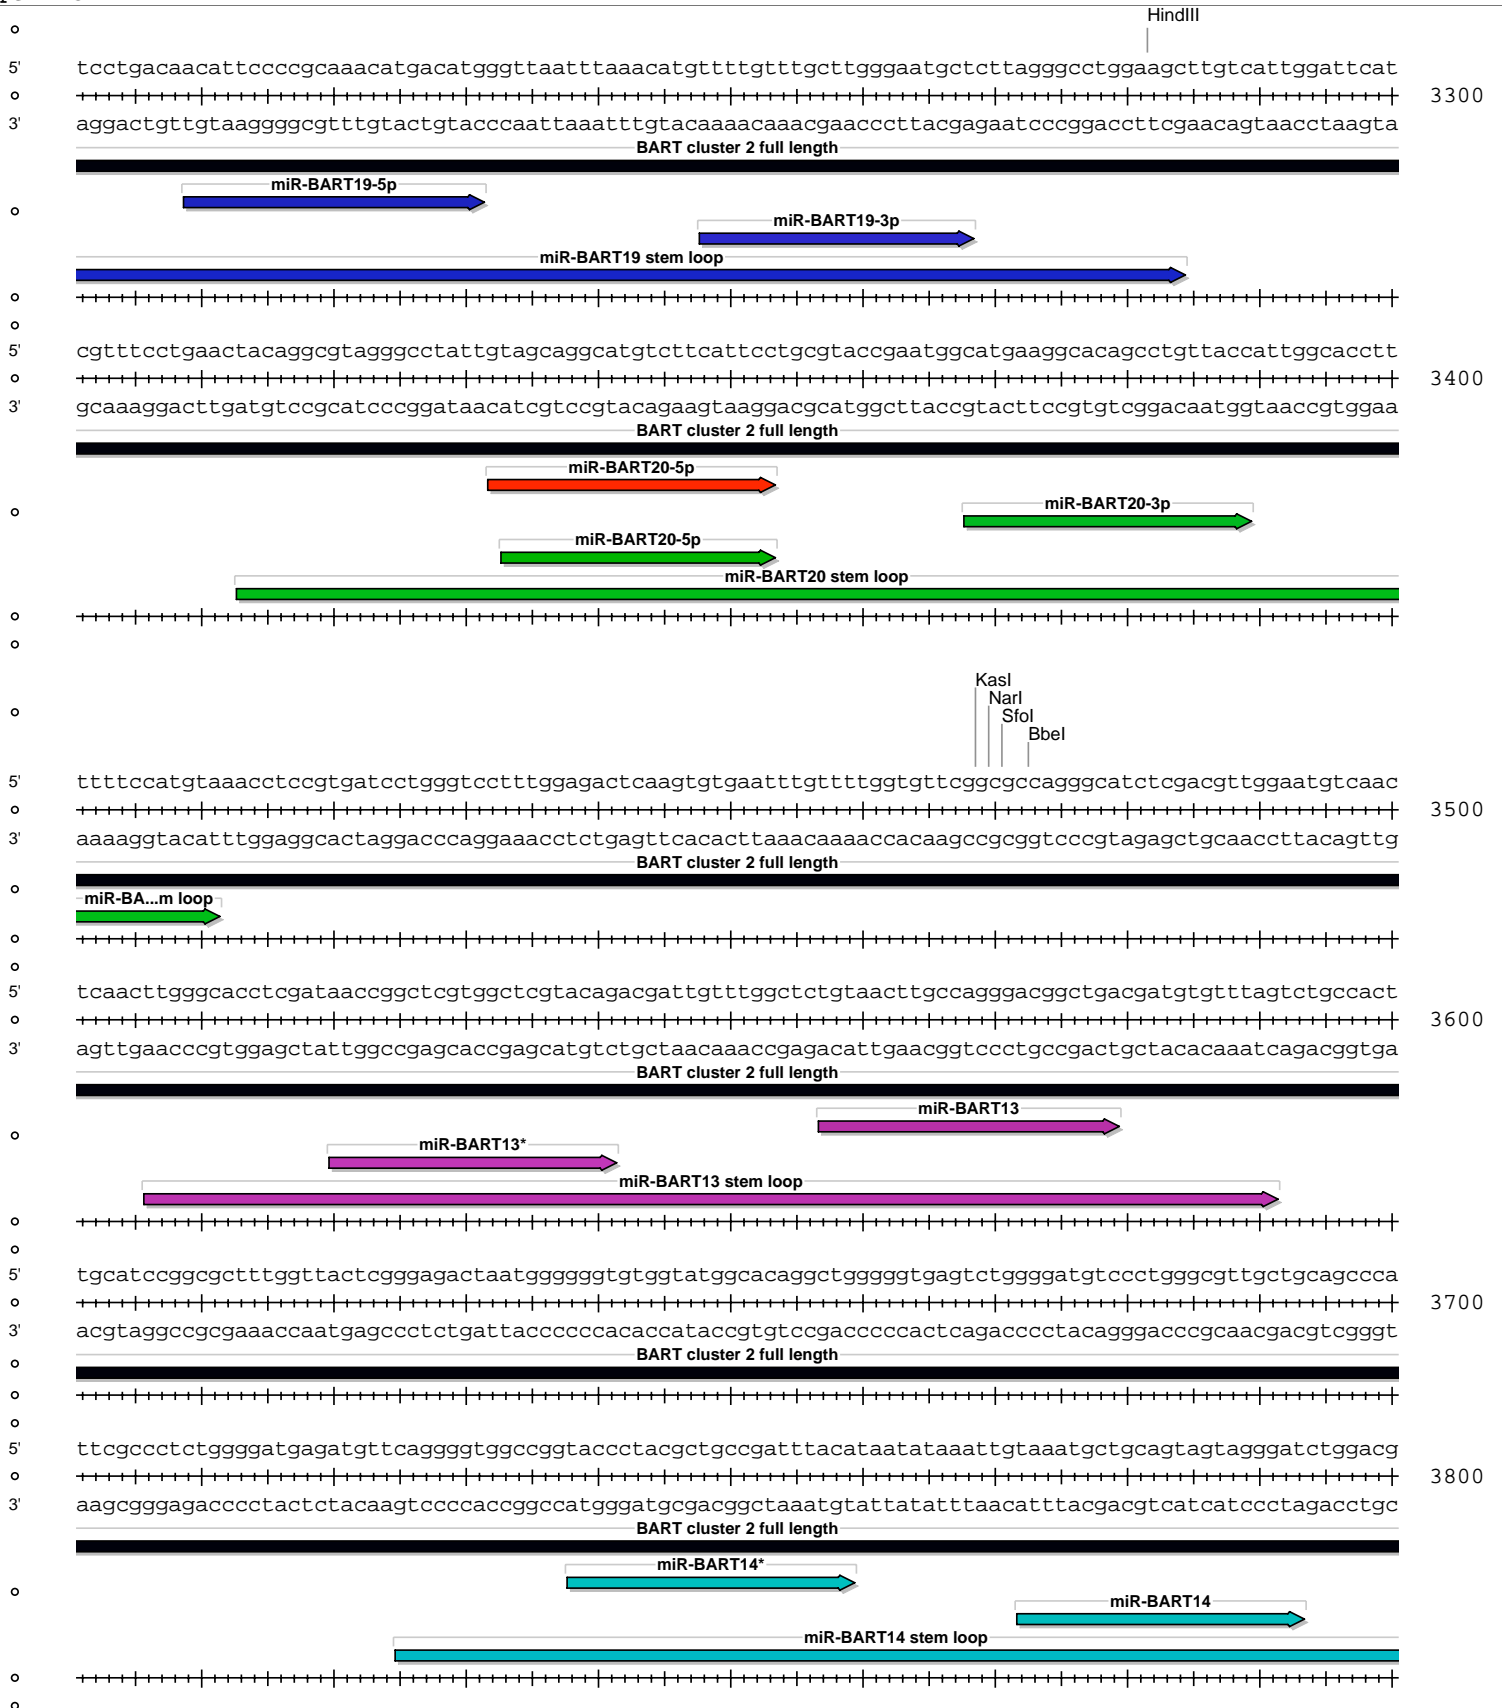 HindIII
5' tcctgacaacattccccgcaaacatgacatgggttaatttaaacatgttttgtttgcttgggaatgctcttagggcctggaagcttgtcattggattcat
3300
3' aggactgttgtaaggggcgtttgtactgtacccaattaaatttgtacaaaacaaacgaacccttacgagaatcccggaccttcgaacagtaacctaagta
BART cluster 2 full length
miR-BART19-5p
miR-BART19-3p
miR-BART19 stem loop
5' cgtttcctgaactacaggcgtagggcctattgtagcaggcatgtcttcattcctgcgtaccgaatggcatgaaggcacagcctgttaccattggcacctt
3400
3' gcaaaggacttgatgtccgcatcccggataacatcgtccgtacagaagtaaggacgcatggcttaccgtacttccgtgtcggacaatggtaaccgtggaa
BART cluster 2 full length
miR-BART20-5p
miR-BART20-3p
miR-BART20-5p
miR-BART20 stem loop
KasI
NarI
SfoI
BbeI
5' ttttccatgtaaacctccgtgatcctgggtcctttggagactcaagtgtgaatttgttttggtgttcggcgccagggcatctcgacgttggaatgtcaac
3500
3' aaaaggtacatttggaggcactaggacccaggaaacctctgagttcacacttaaacaaaaccacaagccgcggtcccgtagagctgcaaccttacagttg
BART cluster 2 full length
miR-BA...m loop
5' tcaacttgggcacctcgataaccggctcgtggctcgtacagacgattgtttggctctgtaacttgccagggacggctgacgatgtgtttagtctgccact
3600
3' agttgaacccgtggagctattggccgagcaccgagcatgtctgctaacaaaccgagacattgaacggtccctgccgactgctacacaaatcagacggtga
BART cluster 2 full length
miR-BART13
miR-BART13*
miR-BART13 stem loop
5' tgcatccggcgctttggttactcgggagactaatggggggtgtggtatggcacaggctgggggtgagtctggggatgtccctgggcgttgctgcagccca
3700
3' acgtaggccgcgaaaccaatgagccctctgattaccccccacaccataccgtgtccgacccccactcagacccctacagggacccgcaacgacgtcgggt
BART cluster 2 full length
5' ttcgccctctggggatgagatgttcaggggtggccggtaccctacgctgccgatttacataatataaattgtaaatgctgcagtagtagggatctggacg
3800
3' aagcgggagacccctactctacaagtccccaccggccatgggatgcgacggctaaatgtattatatttaacatttacgacgtcatcatccctagacctgc
BART cluster 2 full length
miR-BART14*
miR-BART14
miR-BART14 stem loop